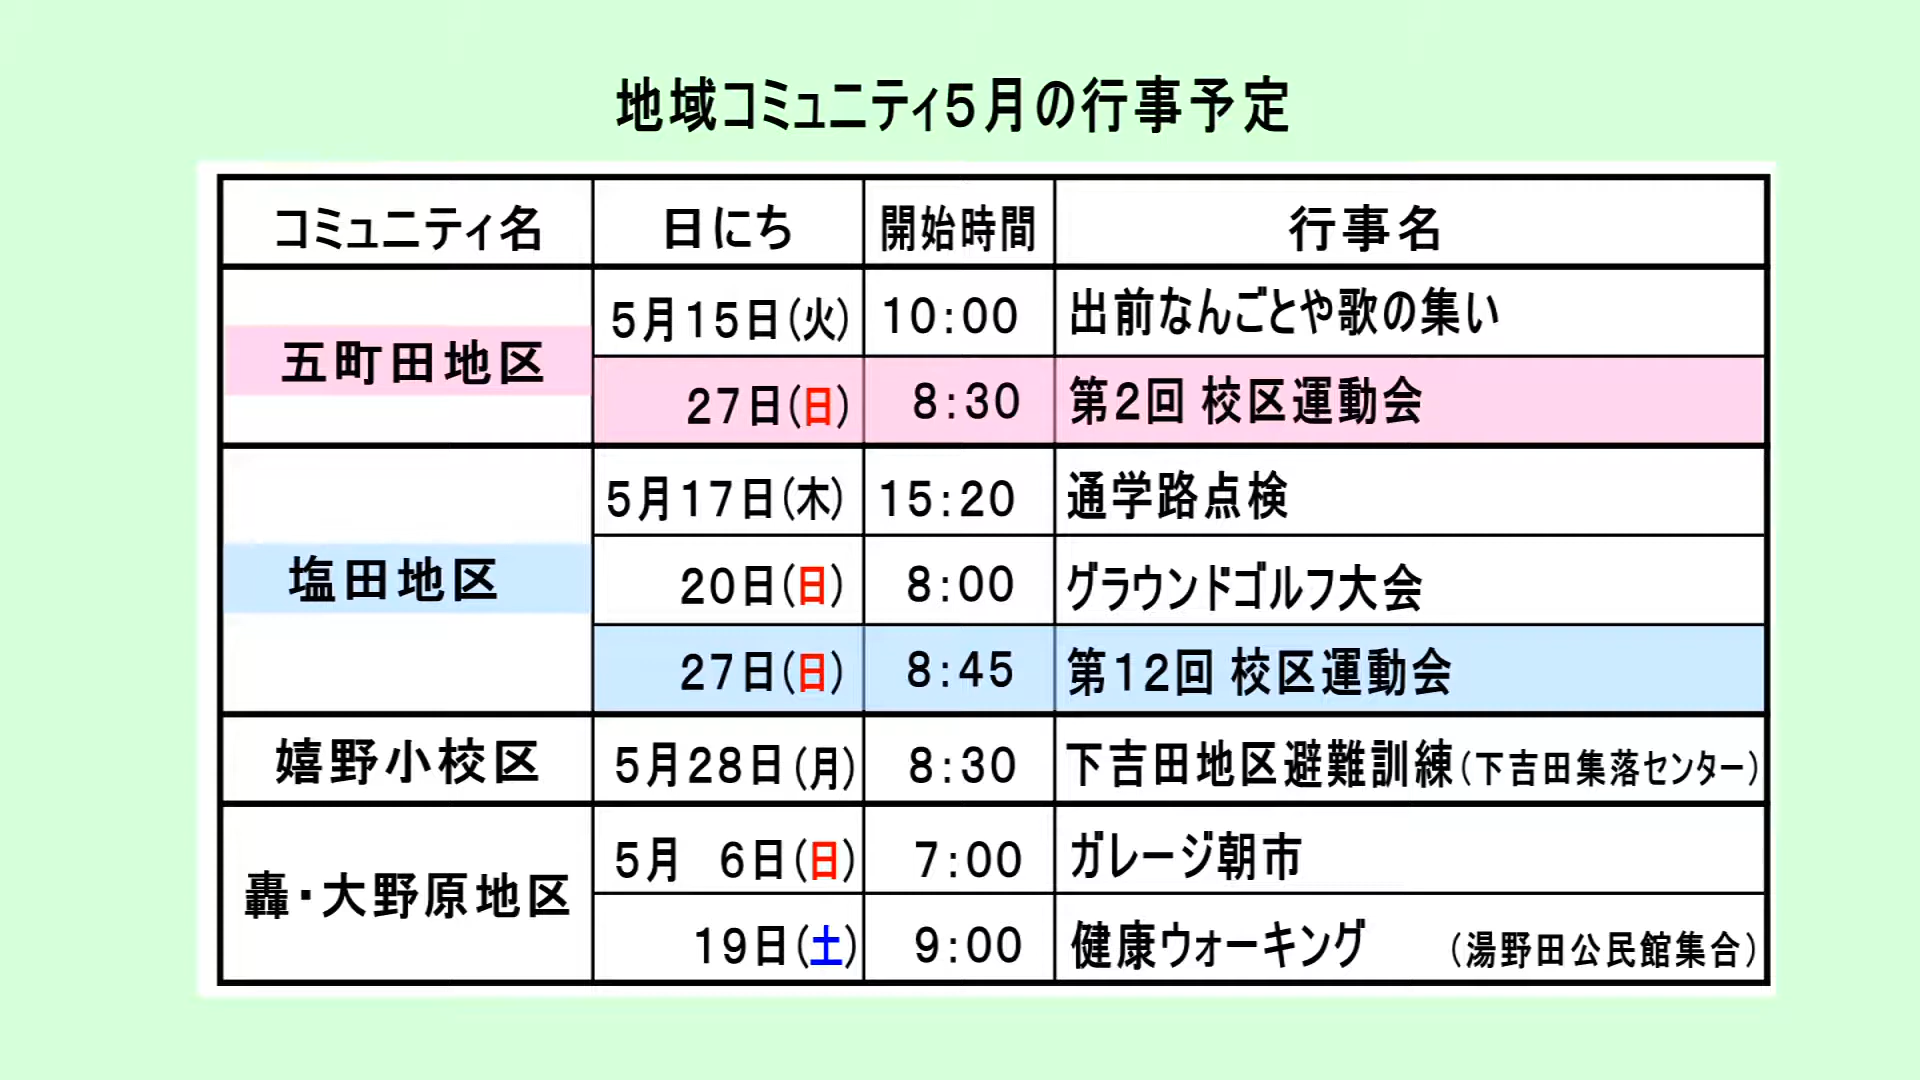 地域コミュニティ5月の行事予定
コミュニティ名 日にち 開始時間 行事名
五町田地区 5月15日(火) 10:00 出前なんごとや歌の集い
27日(日) 8:30 第2回 校区運動会
塩田地区 5月17日(木) 15:20 通学路点検
20日(日) 8:00 グラウンドゴルフ大会
27日(日) 8:45 第12回 校区運動会
嬉野小校区 5月28日(月) 8:30 下吉田地区避難訓練(下吉田集落センター)
轟・大野原地区 5月 6日(日) 7:00 ガレージ朝市
19日(土) 9:00 健康ウォーキング (湯野田公民館集合)